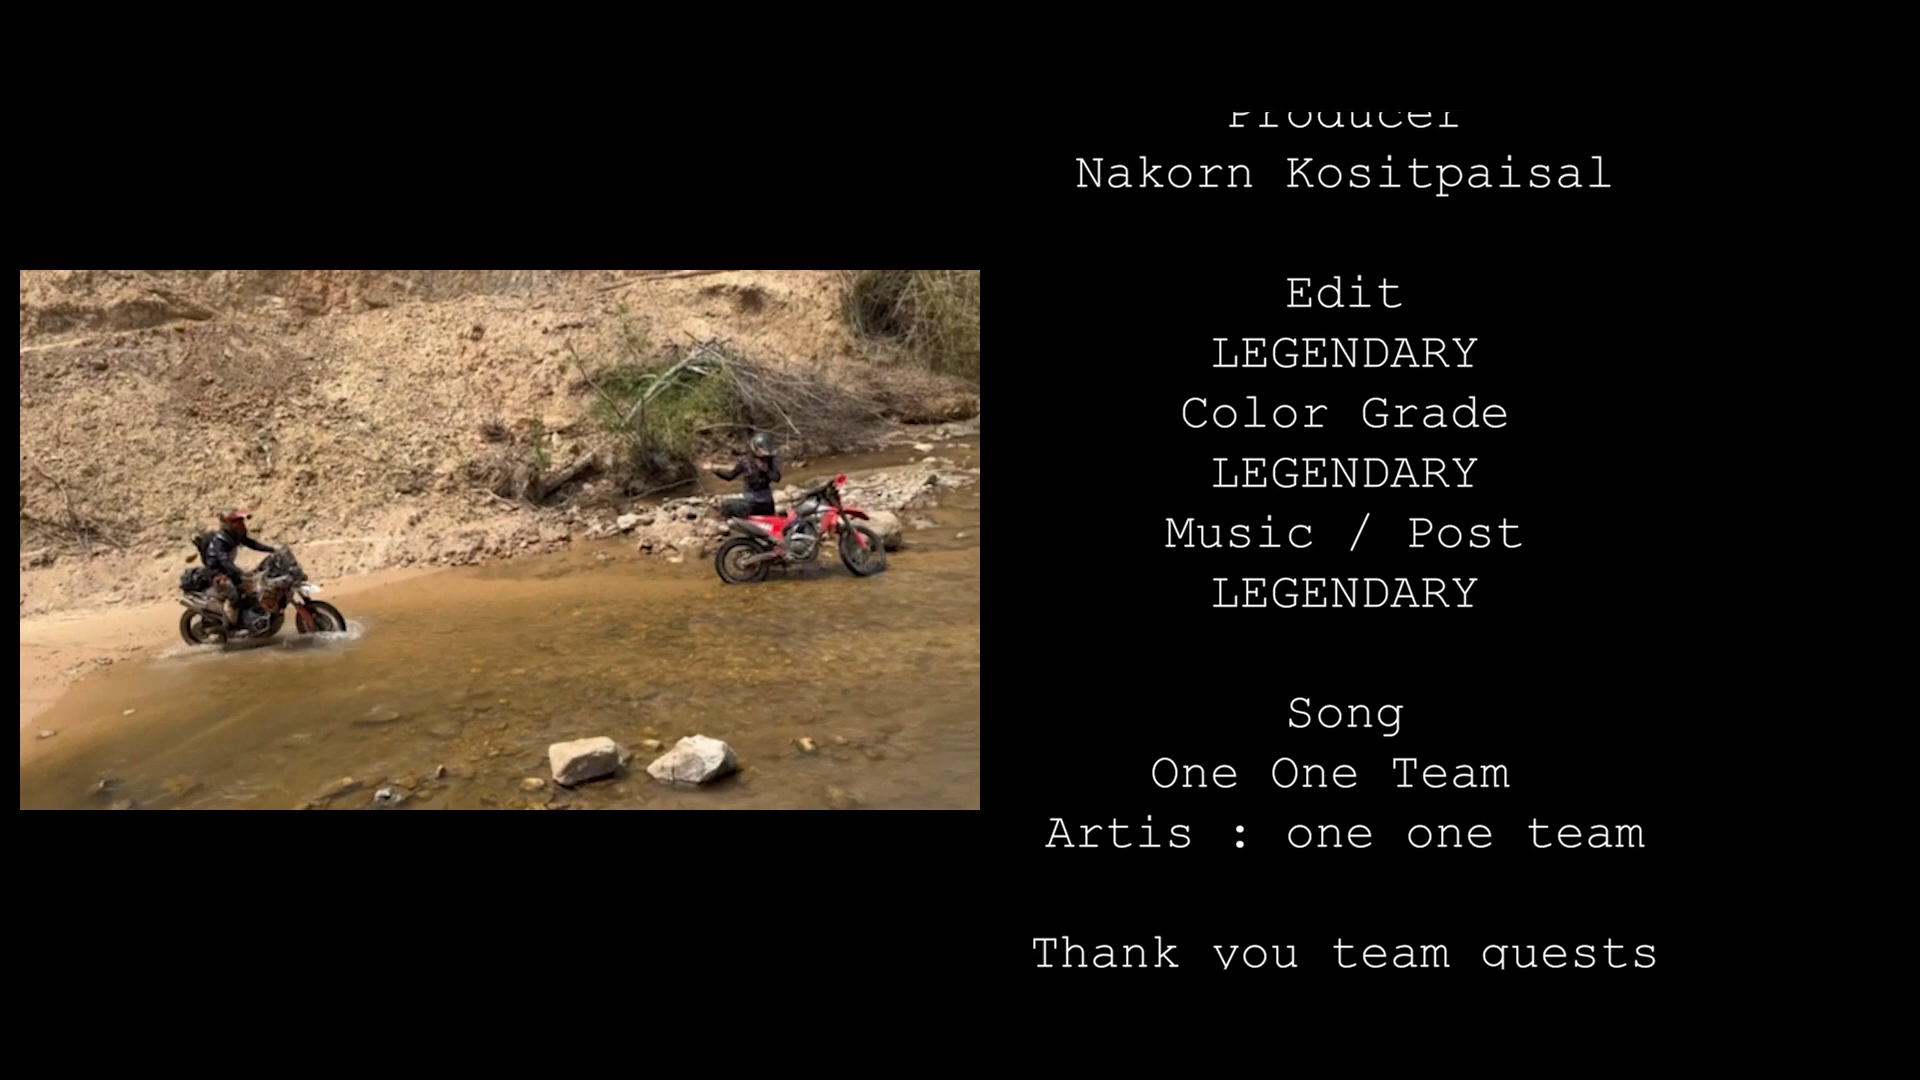 Producer
Nakorn Kositpaisal
Edit
LEGENDARY
Color Grade
LEGENDARY
Music / Post
LEGENDARY
Song
One One Team
Artis : one one team
Thank you team guests